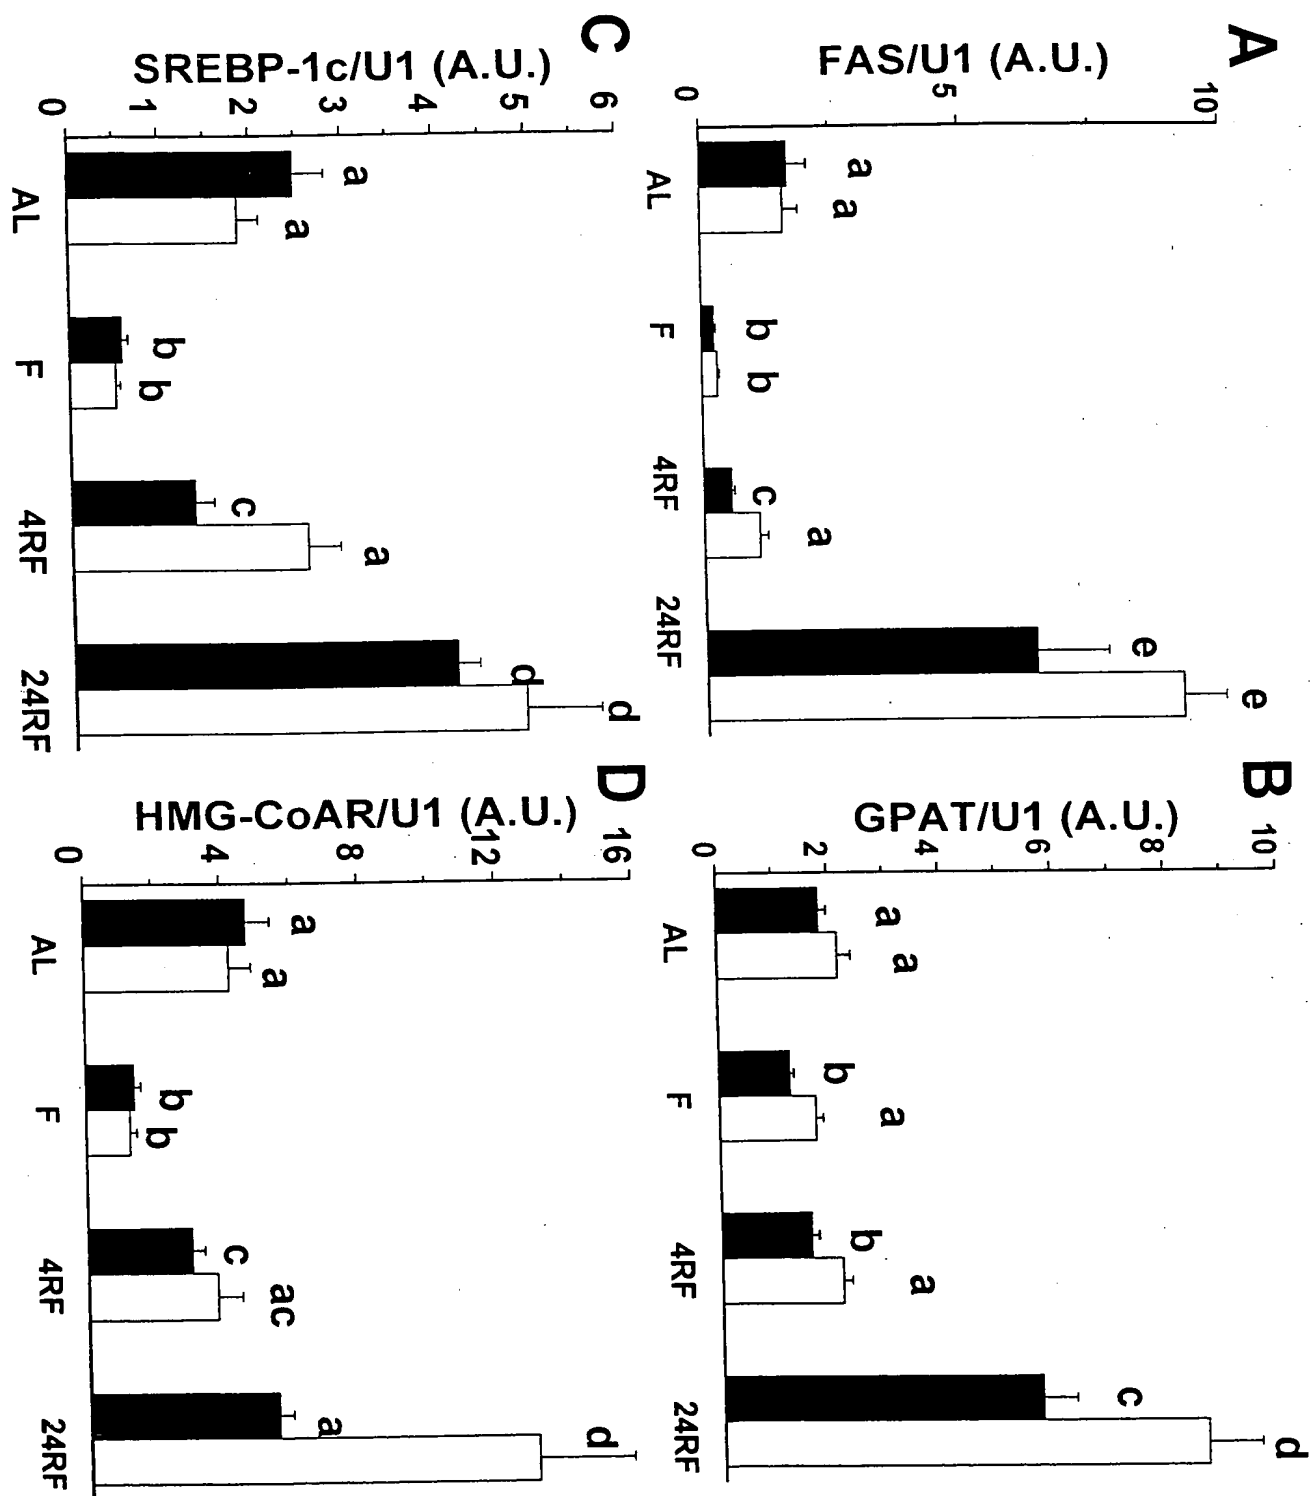 A
FAS/U1 (A.U.)
10
5
0
a
a
b
b
c
a
e
e
AL
F
4RF
24RF
B
GPAT/U1 (A.U.)
10
8
6
4
2
0
a
a
b
a
b
a
c
d
AL
F
4RF
24RF
C
SREBP-1c/U1 (A.U.)
6
5
4
3
2
1
0
a
a
b
b
c
a
d
d
AL
F
4RF
24RF
D
HMG-CoAR/U1 (A.U.)
16
12
8
4
0
a
a
b
b
c
ac
a
d
AL
F
4RF
24RF